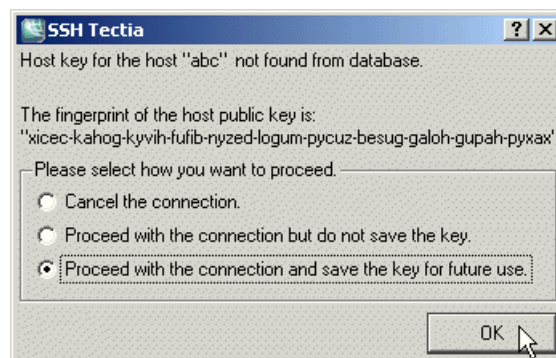 SSH Tectia
Host key for the host "abc" not found from database.
The fingerprint of the host public key is:
"xicec-kahog-kyvih-fufib-nyzed-logum-pycuz-besug-galoh-gupah-pyxax"
Please select how you want to proceed.
Cancel the connection.
Proceed with the connection but do not save the key.
Proceed with the connection and save the key for future use.
OK